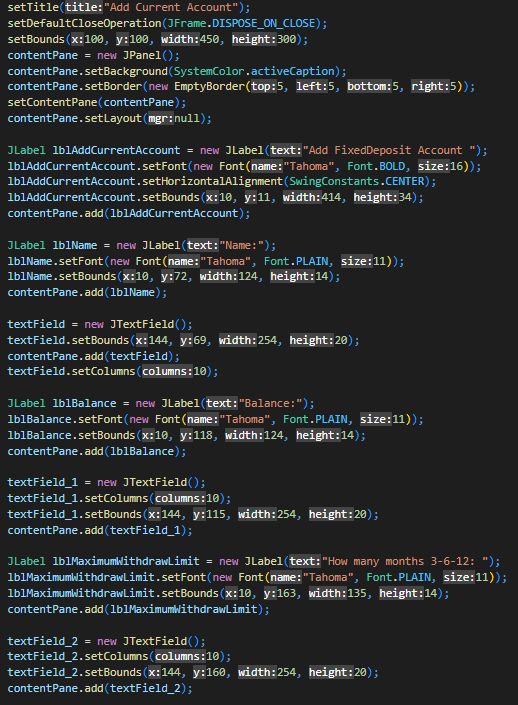 setTitle(title:"Add Current Account");
setDefaultCloseOperation(JFrame.DISPOSE_ON_CLOSE);
setBounds(x:100, y:100, width:450, height:300);
contentPane = new JPanel();
contentPane.setBackground(SystemColor.activeCaption);
contentPane.setBorder(new EmptyBorder(top:5, left:5, bottom:5, right:5));
setContentPane(contentPane);
contentPane.setLayout(mgr:null);
JLabel lblAddCurrentAccount = new JLabel(text:"Add FixedDeposit Account ");
lblAddCurrentAccount.setFont(new Font(name:"Tahoma", Font.BOLD, size:16));
lblAddCurrentAccount.setHorizontalAlignment(SwingConstants.CENTER);
lblAddCurrentAccount.setBounds(x:10, y:11, width:414, height:34);
contentPane.add(lblAddCurrentAccount);
JLabel lblName = new JLabel(text:"Name:");
lblName.setFont(new Font(name:"Tahoma", Font.PLAIN, size:11));
lblName.setBounds(x:10, y:72, width:124, height:14);
contentPane.add(lblName);
textField = new JTextField();
textField.setBounds(x:144, y:69, width:254, height:20);
contentPane.add(textField);
textField.setColumns(columns:10);
JLabel lblBalance = new JLabel(text:"Balance:");
lblBalance.setFont(new Font(name:"Tahoma", Font.PLAIN, size:11));
lblBalance.setBounds(x:10, y:118, width:124, height:14);
contentPane.add(lblBalance);
textField_1 = new JTextField();
textField_1.setColumns(columns:10);
textField_1.setBounds(x:144, y:115, width:254, height:20);
contentPane.add(textField_1);
JLabel lblMaximumWithdrawLimit = new JLabel(text:"How many months 3-6-12: ");
lblMaximumWithdrawLimit.setFont(new Font(name:"Tahoma", Font.PLAIN, size:11));
lblMaximumWithdrawLimit.setBounds(x:10, y:163, width:135, height:14);
contentPane.add(lblMaximumWithdrawLimit);
textField_2 = new JTextField();
textField_2.setColumns(columns:10);
textField_2.setBounds(x:144, y:160, width:254, height:20);
contentPane.add(textField_2);